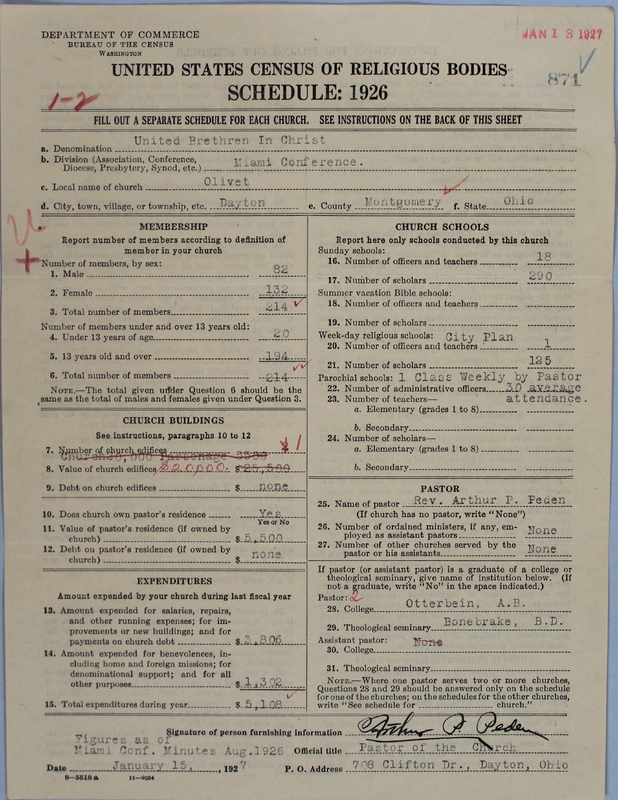 DEPARTMENT OF COMMERCE
BUREAU OF THE CENSUS
WASHINGTON
JAN 18 1927
UNITED STATES CENSUS OF RELIGIOUS BODIES
871
SCHEDULE: 1926
1-2
FILL OUT A SEPARATE SCHEDULE FOR EACH CHURCH. SEE INSTRUCTIONS ON THE BACK OF THIS SHEET
a. Denomination United Brethren In Christ
b. Division (Association, Conference, Diocese, Presbytery, Synod, etc.) Miami Conference.
c. Local name of church Olivet
d. City, town, village, or township, etc. Dayton e. County Montgomery f. State Ohio
MEMBERSHIP
Report number of members according to definition of
member in your church
Number of members, by sex:
1. Male 82
2. Female 132
3. Total number of members 214
Number of members under and over 13 years old:
4. Under 13 years of age 20
5. 13 years old and over 194
6. Total number of members 214
NOTE.—The total given under Question 6 should be the
same as the total of males and females given under Question 3.
CHURCH BUILDINGS
See instructions, paragraphs 10 to 12
7. Number of church edifices 1
8. Value of church edifices $20,000. $25,500
9. Debt on church edifices $ none
10. Does church own pastor's residence Yes
Yes or No
11. Value of pastor's residence (if owned by
church) $ 5,500
12. Debt on pastor's residence (if owned by
church) $ none
EXPENDITURES
Amount expended by your church during last fiscal year
13. Amount expended for salaries, repairs,
and other running expenses; for im-
provements or new buildings; and for
payments on church debt $ 3,806
14. Amount expended for benevolences, in-
cluding home and foreign missions; for
denominational support; and for all
other purposes $ 1,302
15. Total expenditures during year $ 5,108
CHURCH SCHOOLS
Report here only schools conducted by this church
Sunday schools:
16. Number of officers and teachers 18
17. Number of scholars 290
Summer vacation Bible schools:
18. Number of officers and teachers
19. Number of scholars
Week-day religious schools: City Plan
20. Number of officers and teachers 1
21. Number of scholars 125
Parochial schools: 1 Class Weekly by Pastor
22. Number of administrative officers 30 average
23. Number of teachers— attendance.
a. Elementary (grades 1 to 8)
b. Secondary
24. Number of scholars—
a. Elementary (grades 1 to 8)
b. Secondary
PASTOR
25. Name of pastor Rev. Arthur P. Peden
(If church has no pastor, write "None")
26. Number of ordained ministers, if any, em-
ployed as assistant pastors None
27. Number of other churches served by the
pastor or his assistants None
If pastor (or assistant pastor) is a graduate of a college or
theological seminary, give name of institution below. (If
not a graduate, write "No" in the space indicated.)
Pastor: 2
28. College Otterbein, A.B.
29. Theological seminary Bonebrake, B.D.
Assistant pastor: None
30. College
31. Theological seminary
NOTE.—Where one pastor serves two or more churches,
Questions 28 and 29 should be answered only on the schedule
for one of the churches; on the schedules for the other churches,
write "See schedule for church."
Signature of person furnishing information Arthur P Peden
Figures as of
Miami Conf. Minutes Aug.1926 Official title Pastor of the Church
Date January 15, 1927 P. O. Address 708 Clifton Dr., Dayton, Ohio
8-5518 a 11-9064